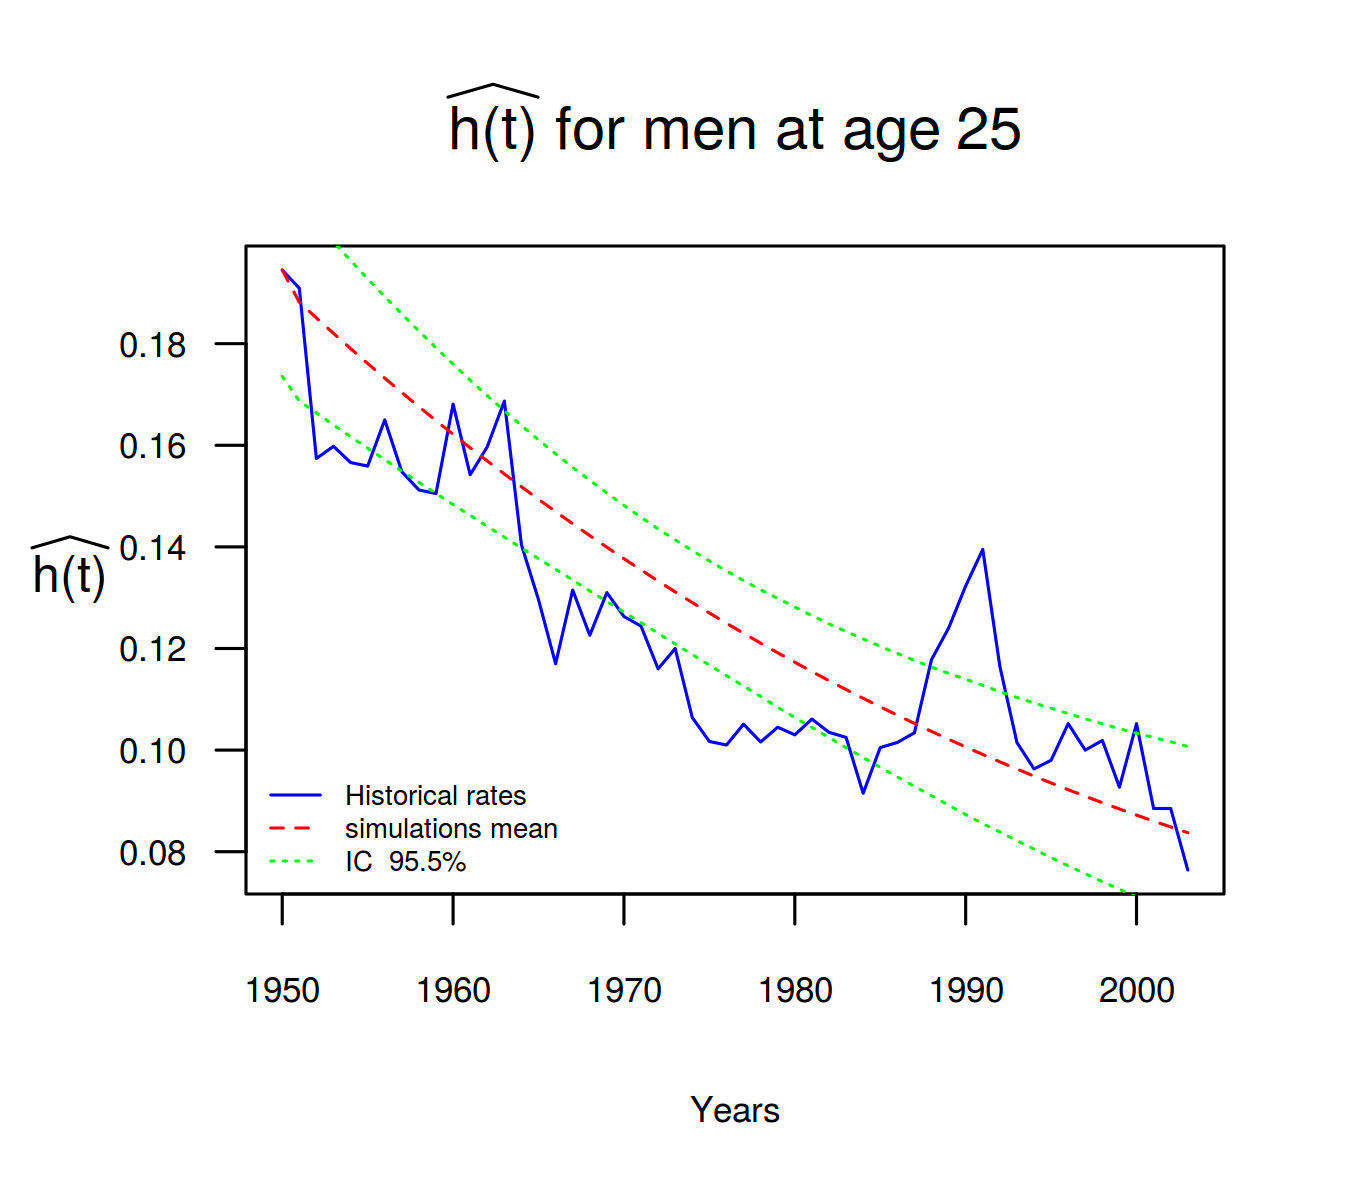 h(t) for men at age 25
0.18
0.16
h(t)
0.14
0.12
0.10
0.08
Historical rates
simulations mean
IC 95.5%
1950 1960 1970 1980 1990 2000
Years